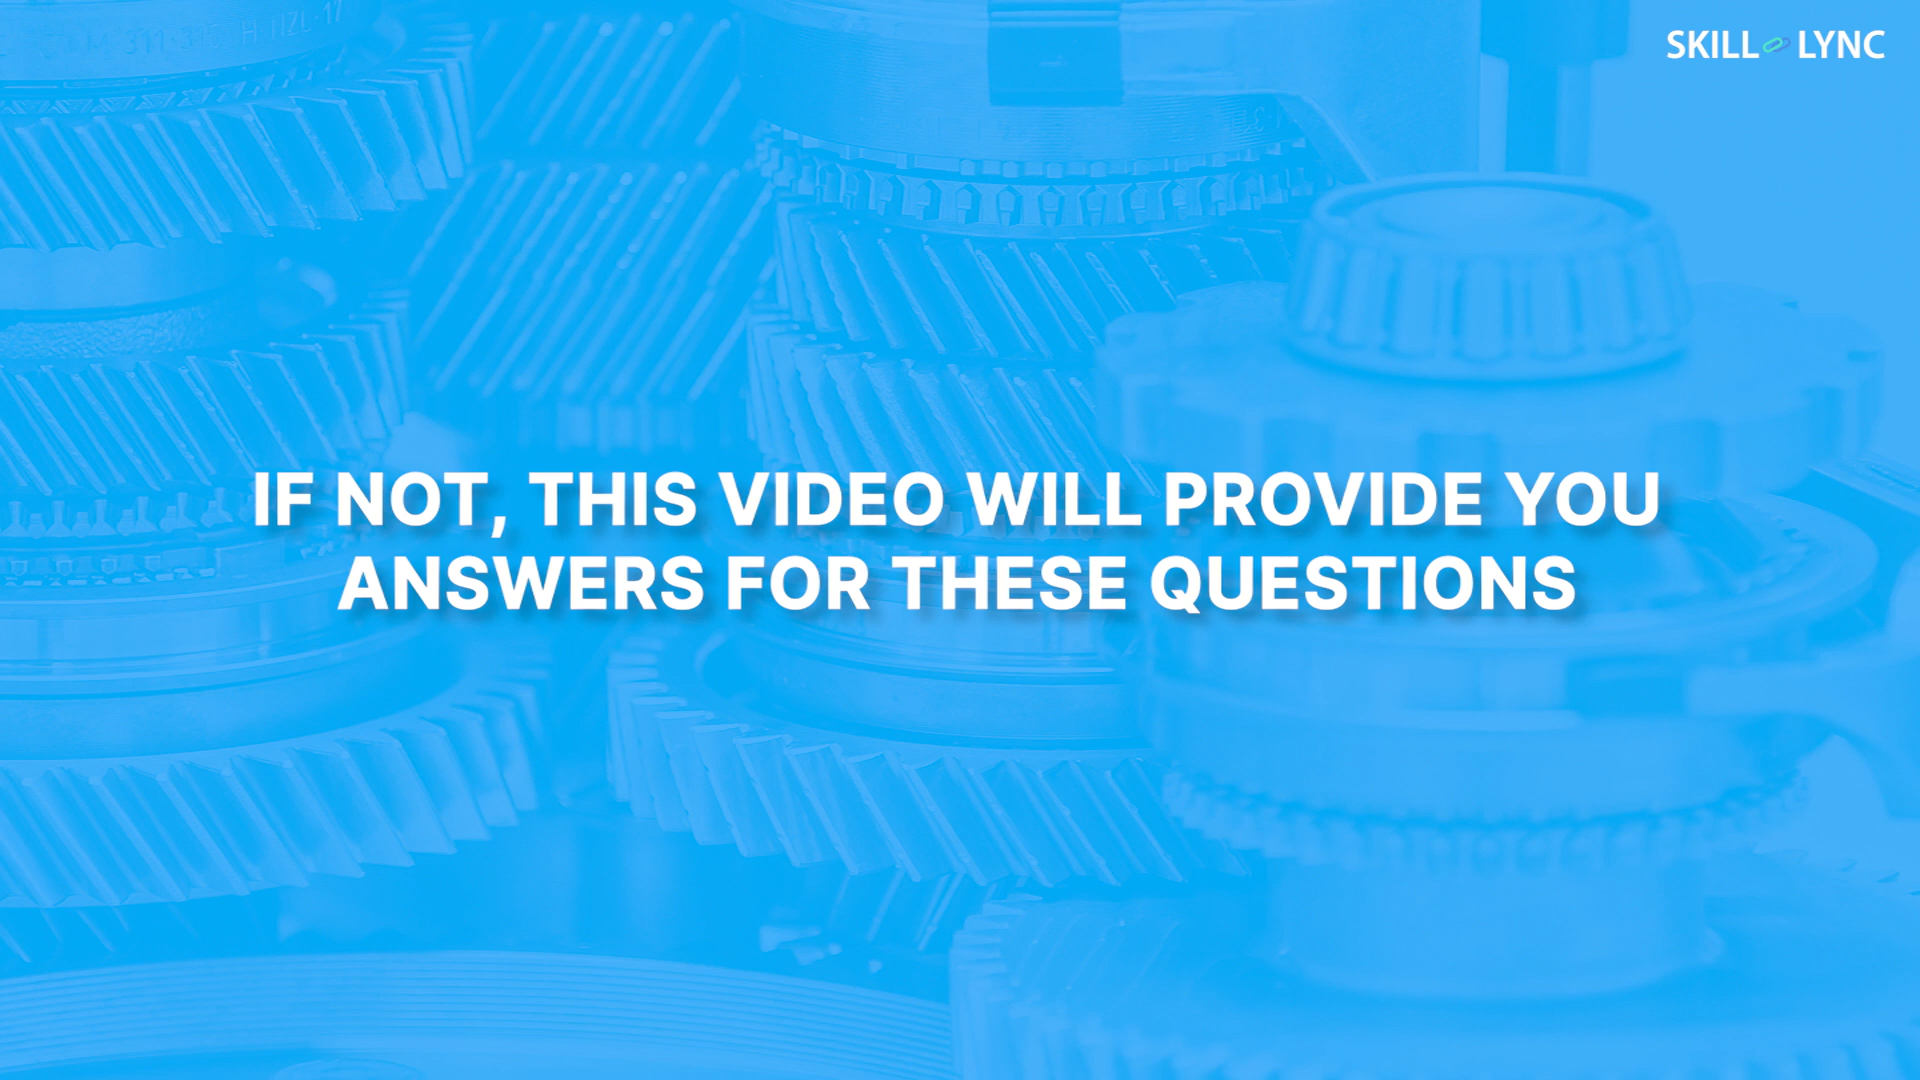 SKILL LYNC
IF NOT, THIS VIDEO WILL PROVIDE YOU
ANSWERS FOR THESE QUESTIONS